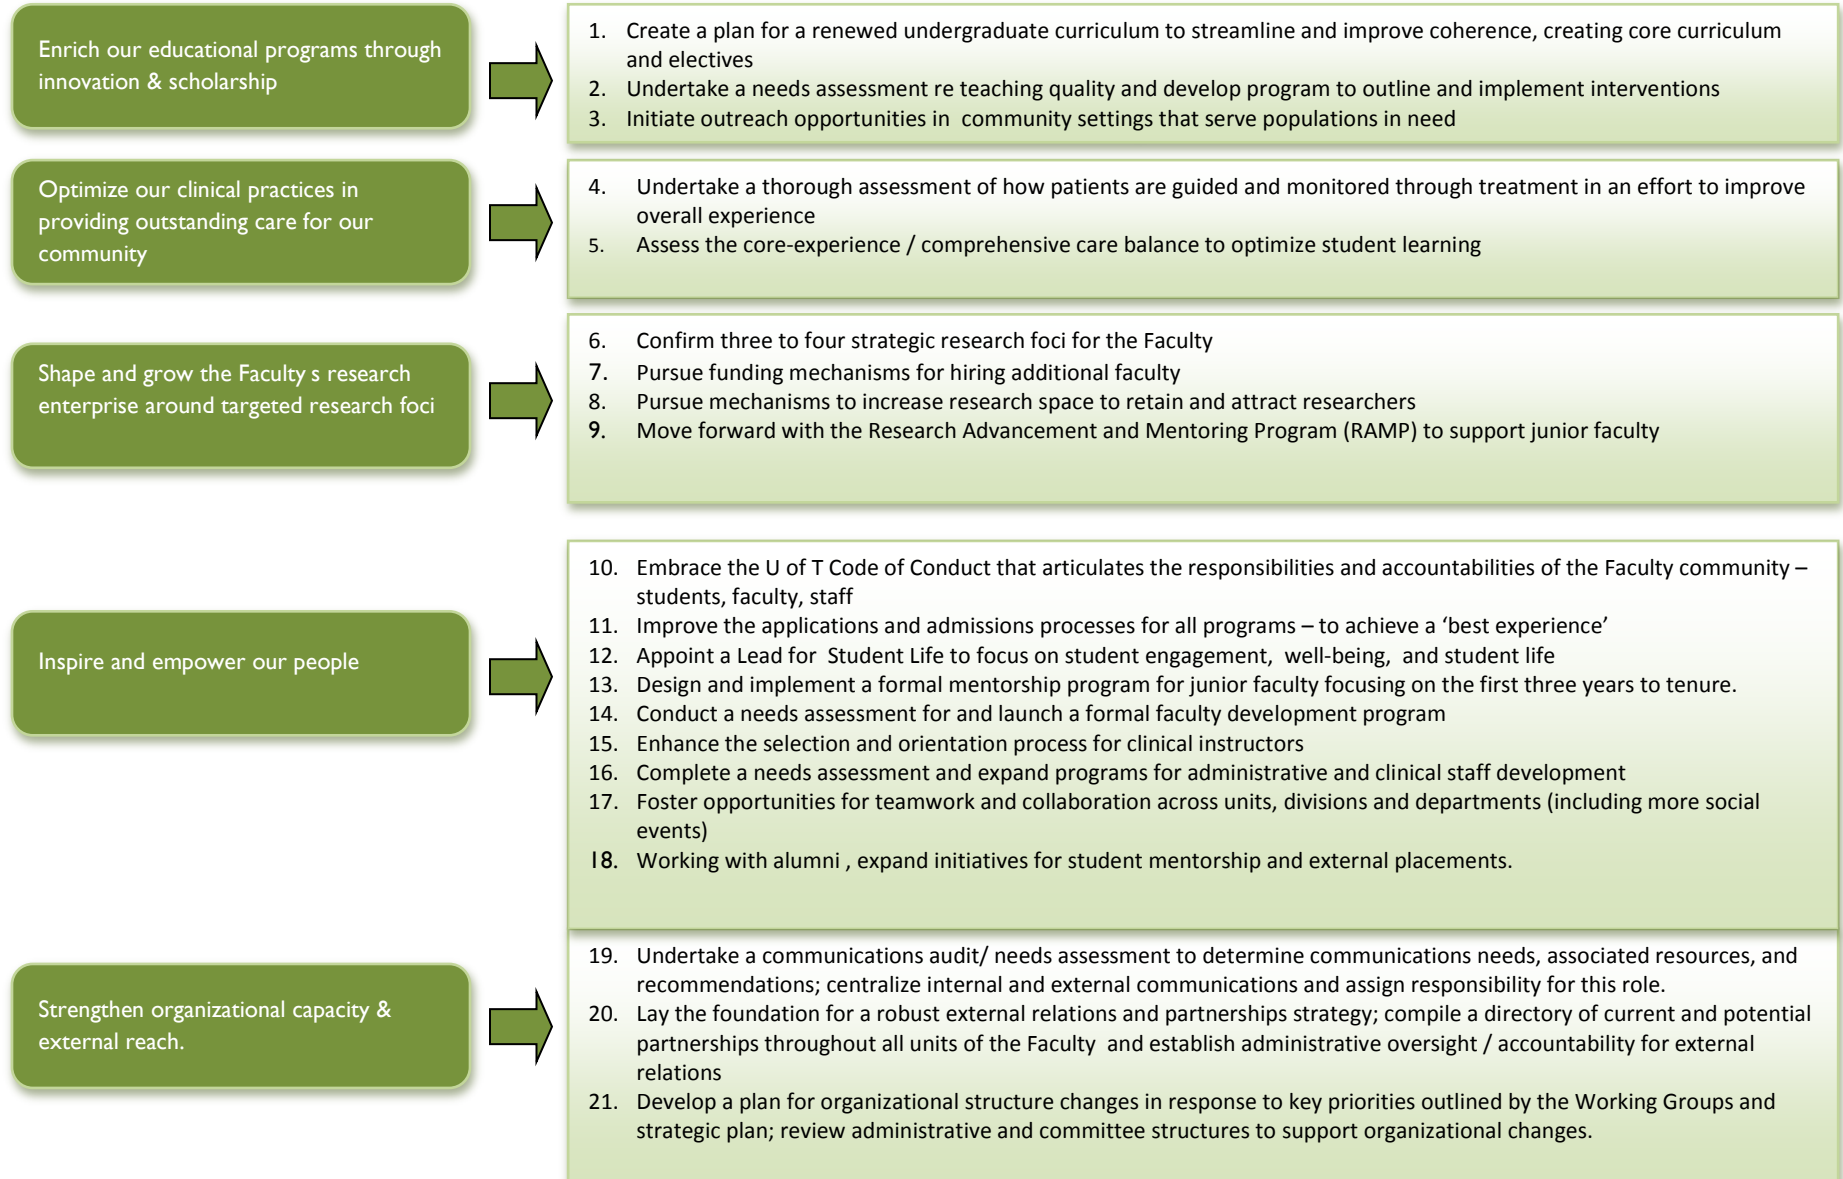 Enrich our educational programs through
innovation & scholarship
1. Create a plan for a renewed undergraduate curriculum to streamline and improve coherence, creating core curriculum
and electives
2. Undertake a needs assessment re teaching quality and develop program to outline and implement interventions
3. Initiate outreach opportunities in community settings that serve populations in need
Optimize our clinical practices in
providing outstanding care for our
community
4. Undertake a thorough assessment of how patients are guided and monitored through treatment in an effort to improve
overall experience
5. Assess the core-experience / comprehensive care balance to optimize student learning
Shape and grow the Faculty s research
enterprise around targeted research foci
6. Confirm three to four strategic research foci for the Faculty
7. Pursue funding mechanisms for hiring additional faculty
8. Pursue mechanisms to increase research space to retain and attract researchers
9. Move forward with the Research Advancement and Mentoring Program (RAMP) to support junior faculty
Inspire and empower our people
10. Embrace the U of T Code of Conduct that articulates the responsibilities and accountabilities of the Faculty community –
students, faculty, staff
11. Improve the applications and admissions processes for all programs – to achieve a ‘best experience’
12. Appoint a Lead for Student Life to focus on student engagement, well-being, and student life
13. Design and implement a formal mentorship program for junior faculty focusing on the first three years to tenure.
14. Conduct a needs assessment for and launch a formal faculty development program
15. Enhance the selection and orientation process for clinical instructors
16. Complete a needs assessment and expand programs for administrative and clinical staff development
17. Foster opportunities for teamwork and collaboration across units, divisions and departments (including more social
events)
18. Working with alumni , expand initiatives for student mentorship and external placements.
Strengthen organizational capacity &
external reach.
19. Undertake a communications audit/ needs assessment to determine communications needs, associated resources, and
recommendations; centralize internal and external communications and assign responsibility for this role.
20. Lay the foundation for a robust external relations and partnerships strategy; compile a directory of current and potential
partnerships throughout all units of the Faculty and establish administrative oversight / accountability for external
relations
21. Develop a plan for organizational structure changes in response to key priorities outlined by the Working Groups and
strategic plan; review administrative and committee structures to support organizational changes.